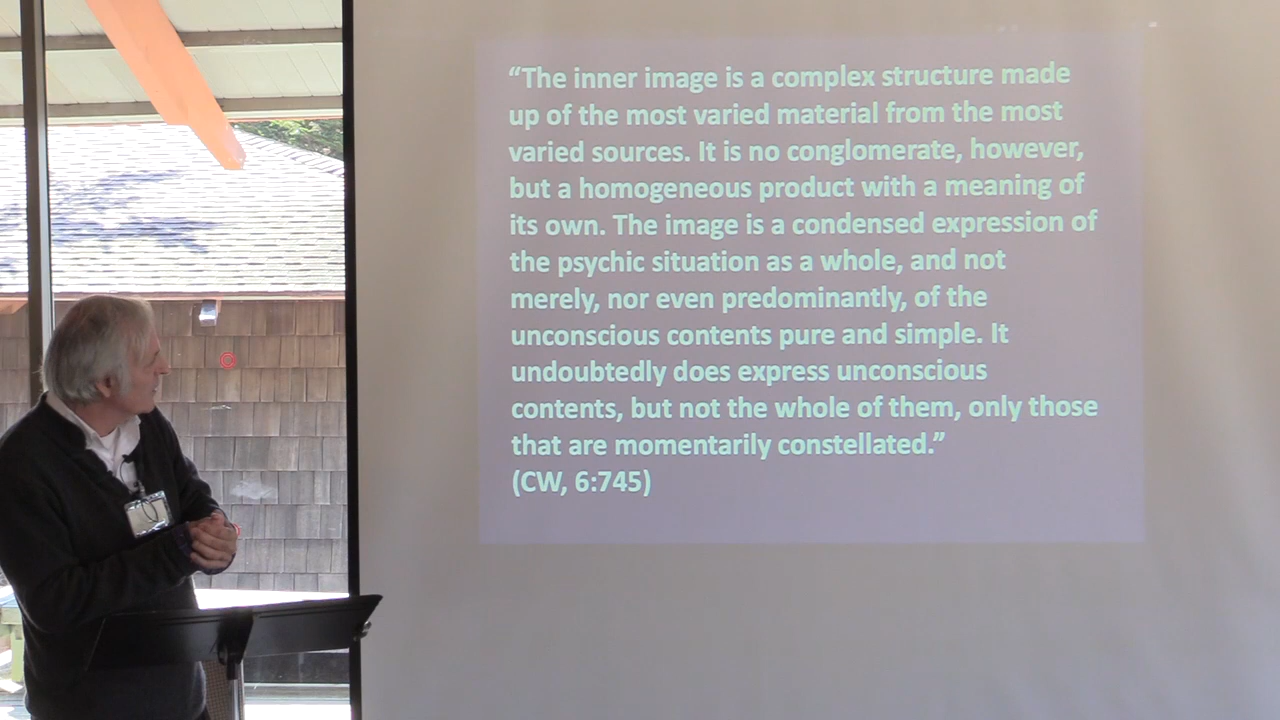 “The inner image is a complex structure made
up of the most varied material from the most
varied sources. It is no conglomerate, however,
but a homogeneous product with a meaning of
its own. The image is a condensed expression of
the psychic situation as a whole, and not
merely, nor even predominantly, of the
unconscious contents pure and simple. It
undoubtedly does express unconscious
contents, but not the whole of them, only those
that are momentarily constellated.”
(CW, 6:745)